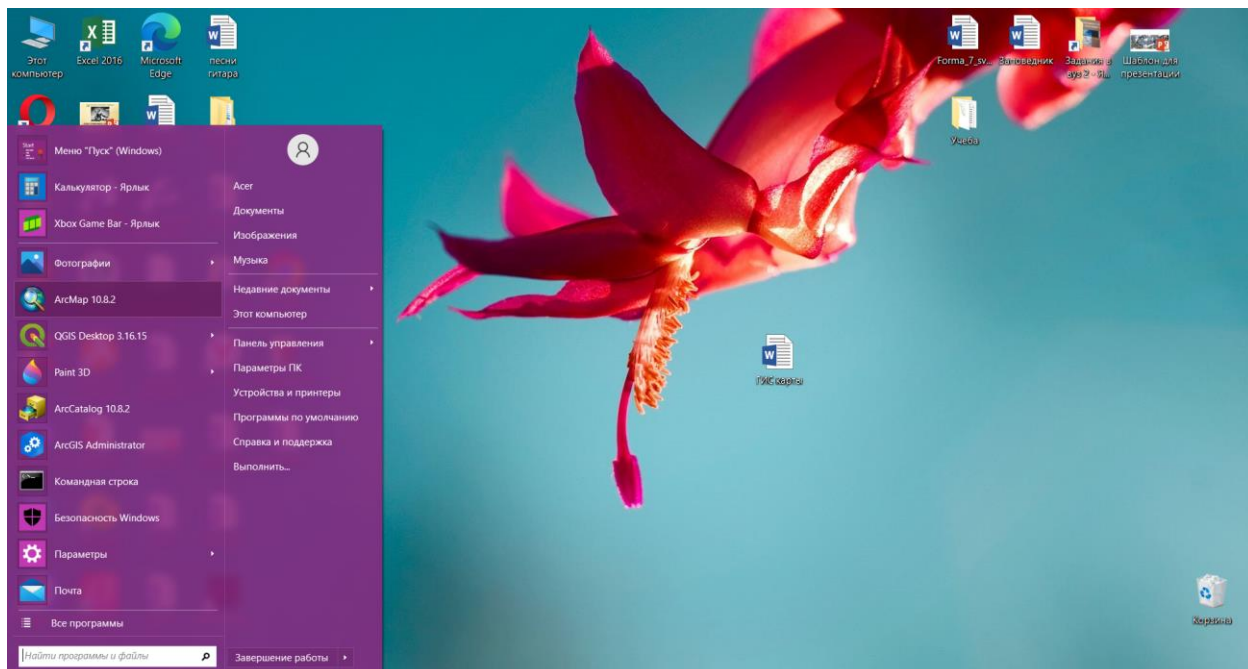 Этот
компьютер
Excel 2016
Microsoft
Edge
песни
гитара
Forma_7_sv...
Заповедник
Задания в
вуз 2 - Я...
Шаблон для
презентации
Учеба
Меню "Пуск" (Windows)
Калькулятор - Ярлык
Xbox Game Bar - Ярлык
Фотографии
ArcMap 10.8.2
QGIS Desktop 3.16.15
Paint 3D
ArcCatalog 10.8.2
ArcGIS Administrator
Командная строка
Безопасность Windows
Параметры
Почта
Все программы
Найти программы и файлы
Acer
Документы
Изображения
Музыка
Недавние документы
Этот компьютер
Панель управления
Параметры ПК
Устройства и принтеры
Программы по умолчанию
Справка и поддержка
Выполнить...
Завершение работы
ГИС карты
Корзина